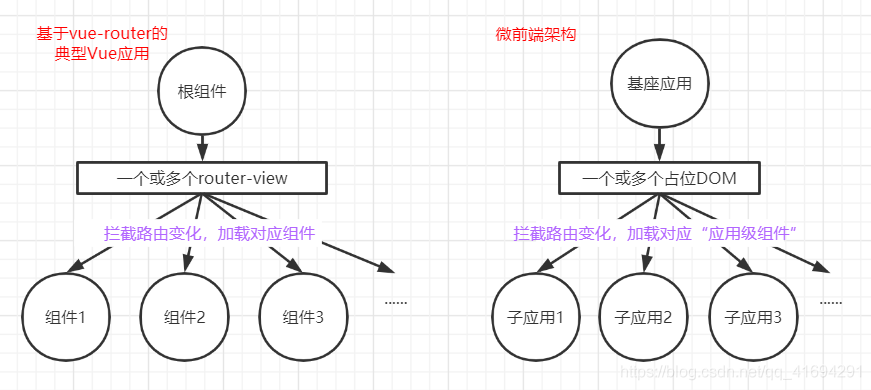 基于vue-router的
典型Vue应用
根组件
一个或多个router-view
拦截路由变化，加载对应组件
组件1
组件2
组件3
......
微前端架构
基座应用
一个或多个占位DOM
拦截路由变化，加载对应“应用级组件”
子应用1
子应用2
子应用3
......
https://blog.csdn.net/qq_41694291